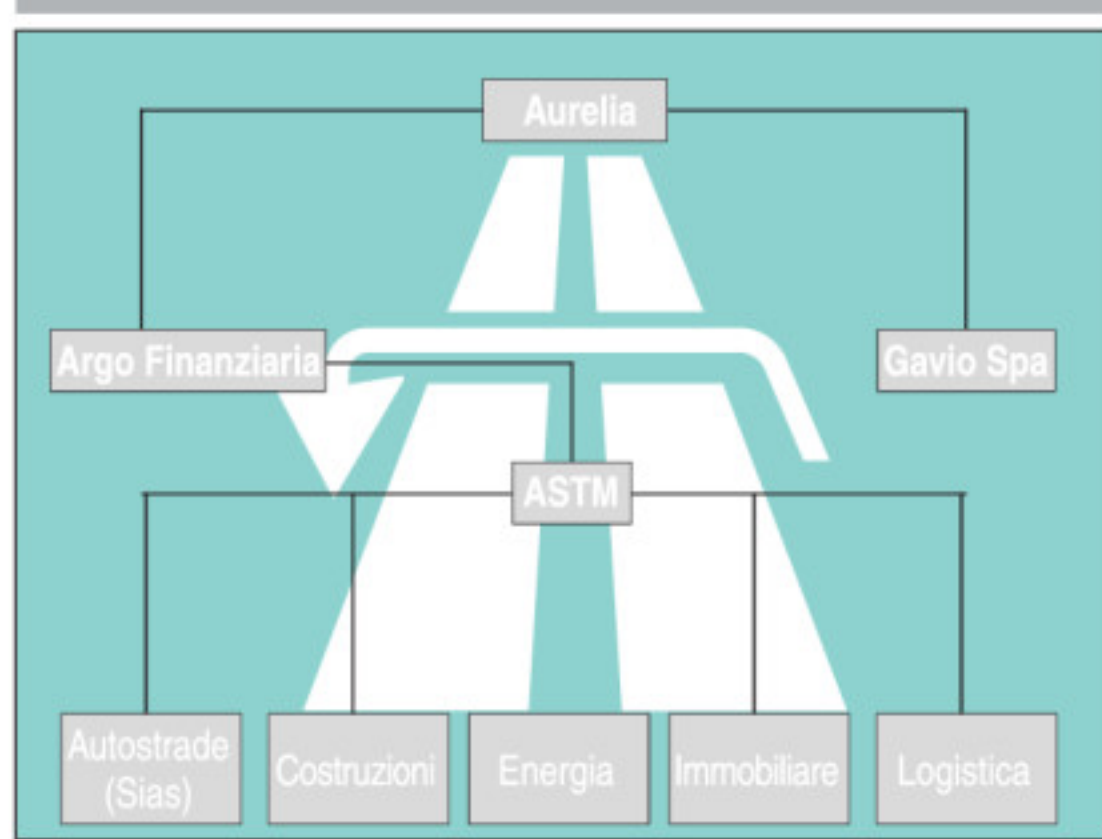 Aurelia
Argo Finanziaria
Gavio Spa
ASTM
Autostrade
(Sias)
Costruzioni
Energia
Immobiliare
Logistica